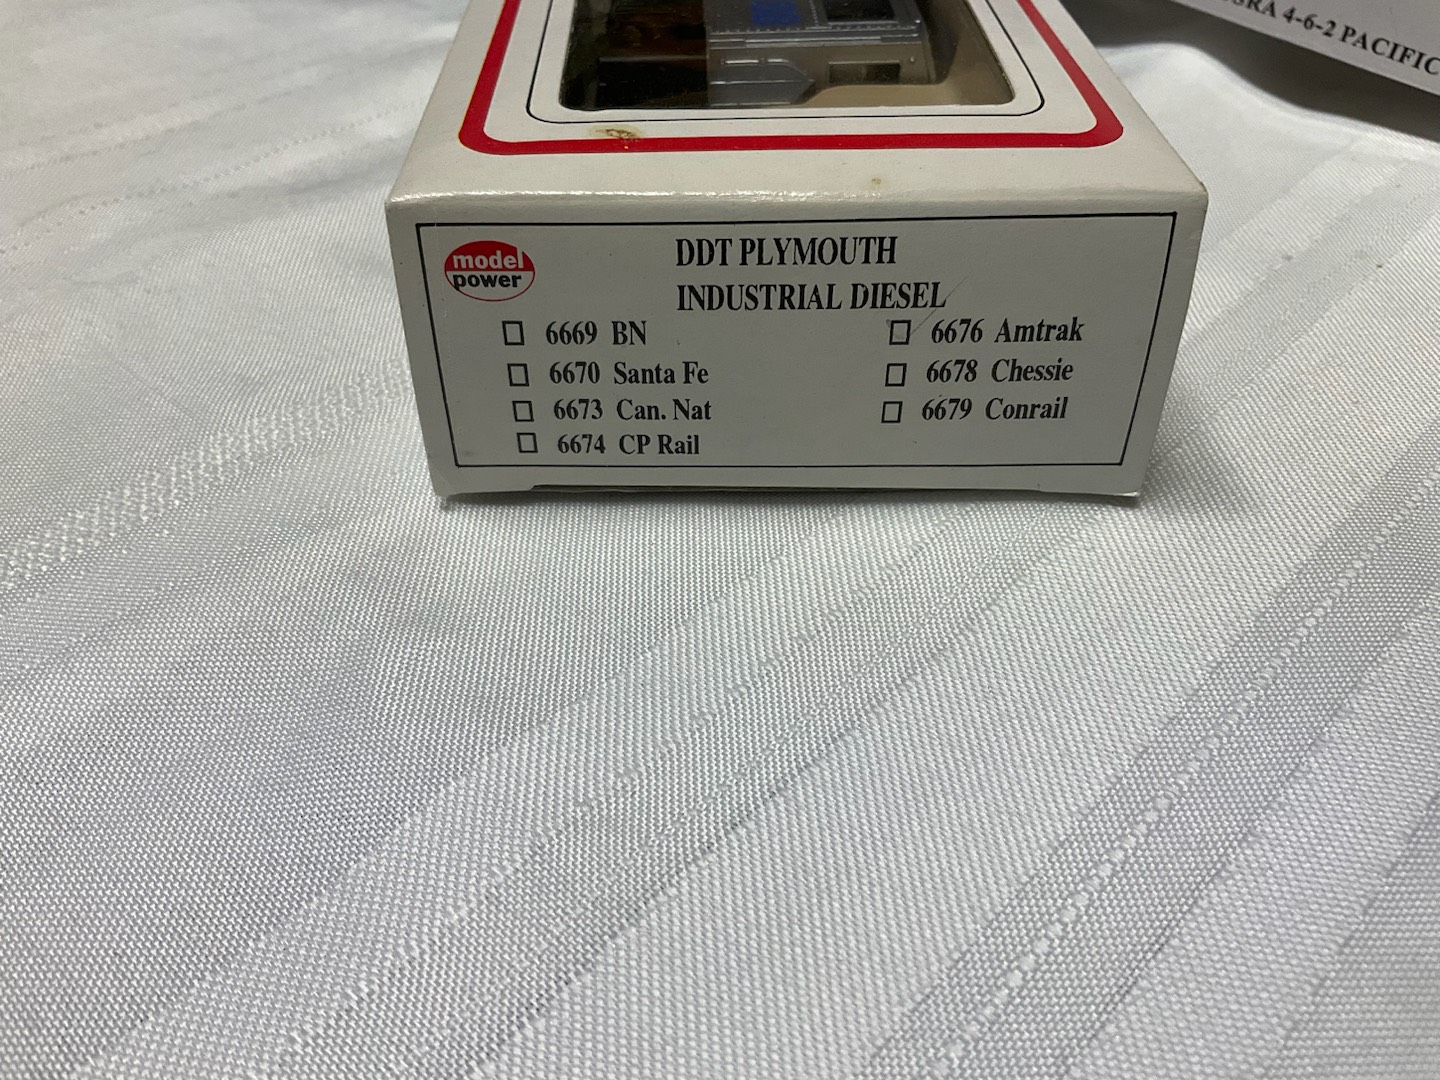 SRA 4-6-2 PACIFIC
model
power
DDT PLYMOUTH
INDUSTRIAL DIESEL
6669 BN
6670 Santa Fe
6673 Can. Nat
6674 CP Rail
6676 Amtrak
6678 Chessie
6679 Conrail